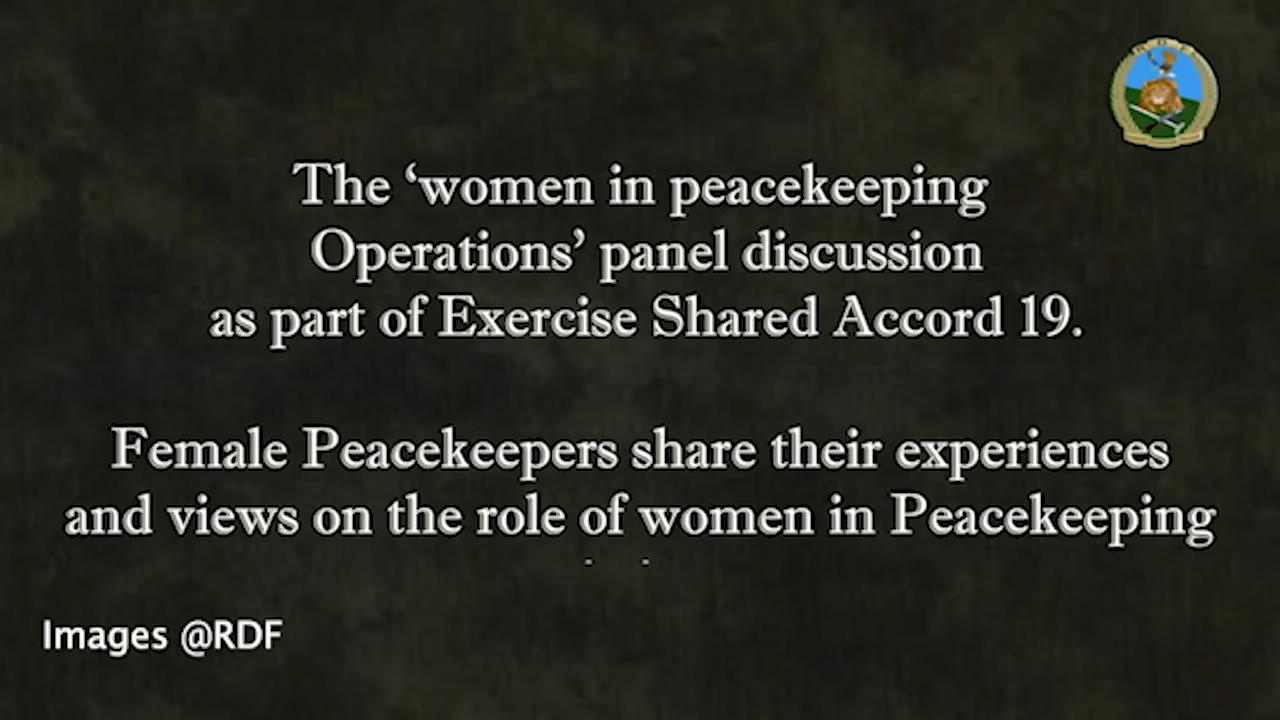 The ‘women in peacekeeping
Operations’ panel discussion
as part of Exercise Shared Accord 19.
Female Peacekeepers share their experiences
and views on the role of women in Peacekeeping
Images @RDF